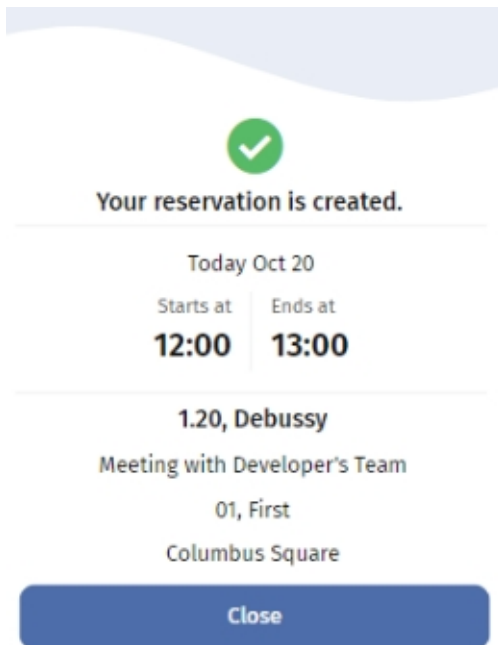 Your reservation is created.
Today Oct 20
Starts at Ends at
12:00 13:00
1.20, Debussy
Meeting with Developer's Team
01, First
Columbus Square
Close